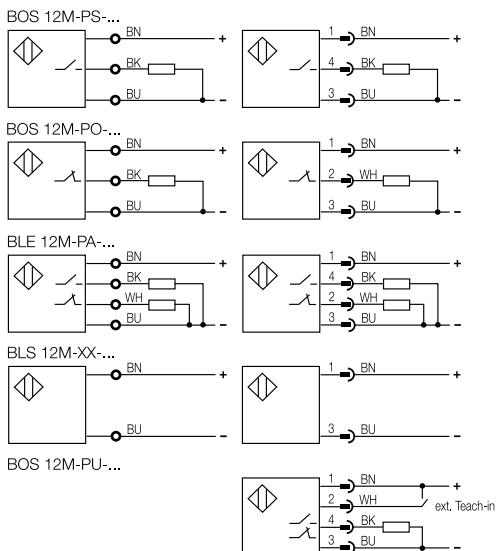 BOS 12M-PS-...
BN +
BK
BU -
1 BN +
4 BK
3 BU -
BOS 12M-PO-...
BN +
BK
BU -
1 BN +
2 WH
3 BU -
BLE 12M-PA-...
BN +
BK
WH
BU -
1 BN +
4 BK
2 WH
3 BU -
BLS 12M-XX-...
BN +
BU -
1 BN +
3 BU -
BOS 12M-PU-...
1 BN +
2 WH ext. Teach-in
4 BK
3 BU -